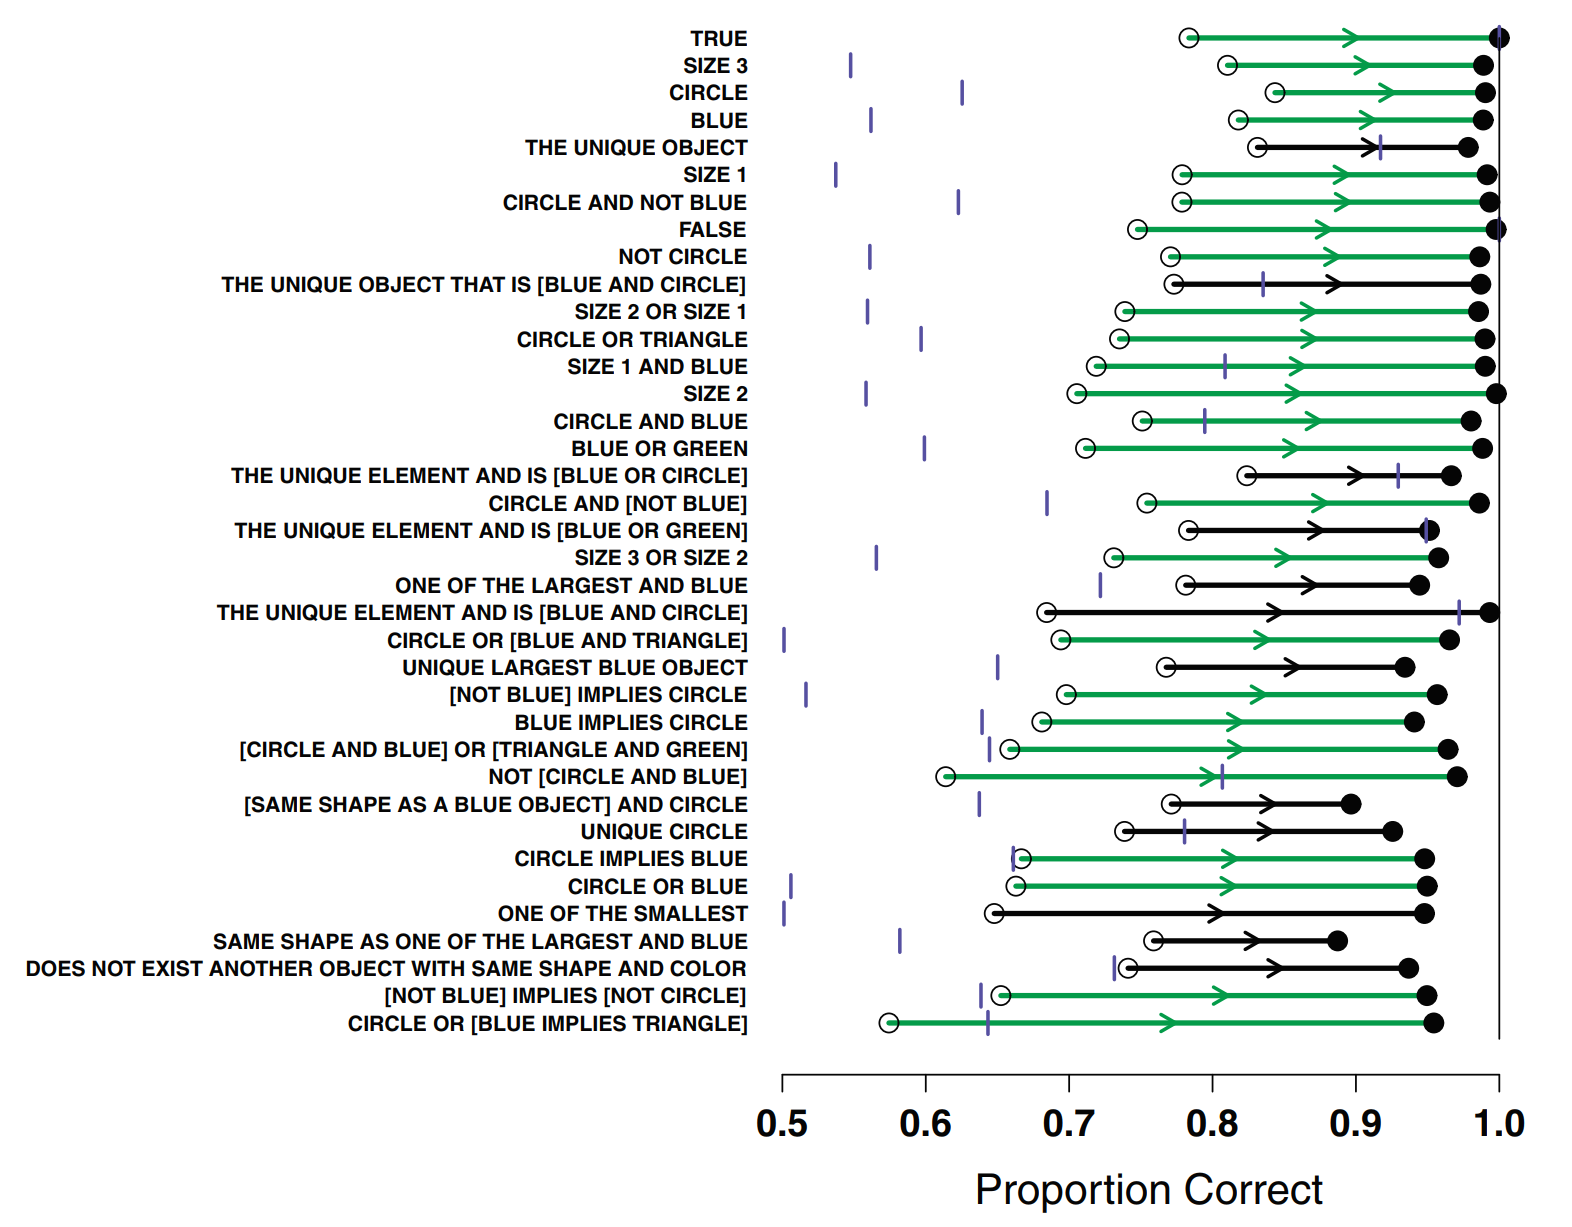 TRUE
SIZE 3
CIRCLE
BLUE
THE UNIQUE OBJECT
SIZE 1
CIRCLE AND NOT BLUE
FALSE
NOT CIRCLE
THE UNIQUE OBJECT THAT IS [BLUE AND CIRCLE]
SIZE 2 OR SIZE 1
CIRCLE OR TRIANGLE
SIZE 1 AND BLUE
SIZE 2
CIRCLE AND BLUE
BLUE OR GREEN
THE UNIQUE ELEMENT AND IS [BLUE OR CIRCLE]
CIRCLE AND [NOT BLUE]
THE UNIQUE ELEMENT AND IS [BLUE OR GREEN]
SIZE 3 OR SIZE 2
ONE OF THE LARGEST AND BLUE
THE UNIQUE ELEMENT AND IS [BLUE AND CIRCLE]
CIRCLE OR [BLUE AND TRIANGLE]
UNIQUE LARGEST BLUE OBJECT
[NOT BLUE] IMPLIES CIRCLE
BLUE IMPLIES CIRCLE
[CIRCLE AND BLUE] OR [TRIANGLE AND GREEN]
NOT [CIRCLE AND BLUE]
[SAME SHAPE AS A BLUE OBJECT] AND CIRCLE
UNIQUE CIRCLE
CIRCLE IMPLIES BLUE
CIRCLE OR BLUE
ONE OF THE SMALLEST
SAME SHAPE AS ONE OF THE LARGEST AND BLUE
DOES NOT EXIST ANOTHER OBJECT WITH SAME SHAPE AND COLOR
[NOT BLUE] IMPLIES [NOT CIRCLE]
CIRCLE OR [BLUE IMPLIES TRIANGLE]
0.5 0.6 0.7 0.8 0.9 1.0
Proportion Correct